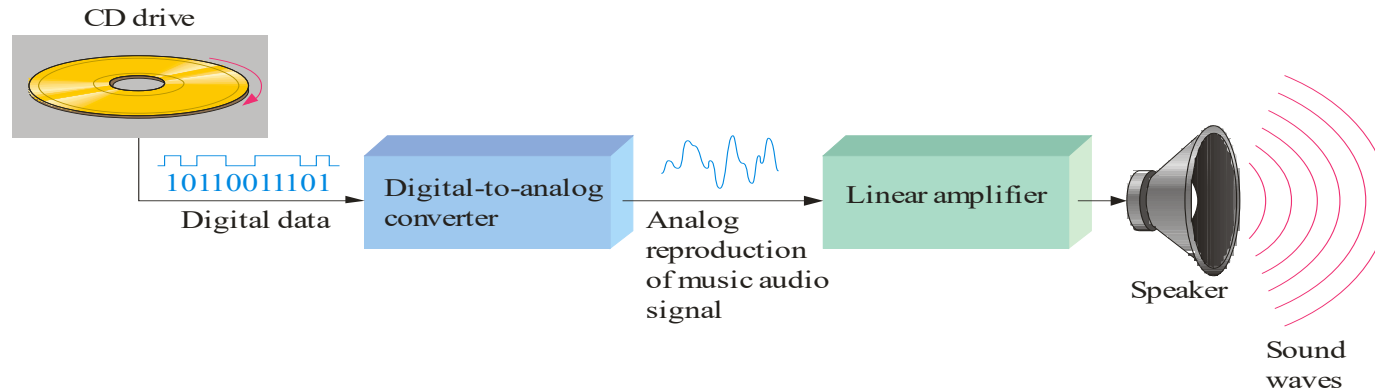 CD drive
10110011101
Digital data
Digital-to-analog
converter
Analog
reproduction
of music audio
signal
Linear amplifier
Speaker
Sound
waves